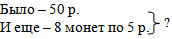 Было – 50 р.
И еще – 8 монет по 5 р. ?